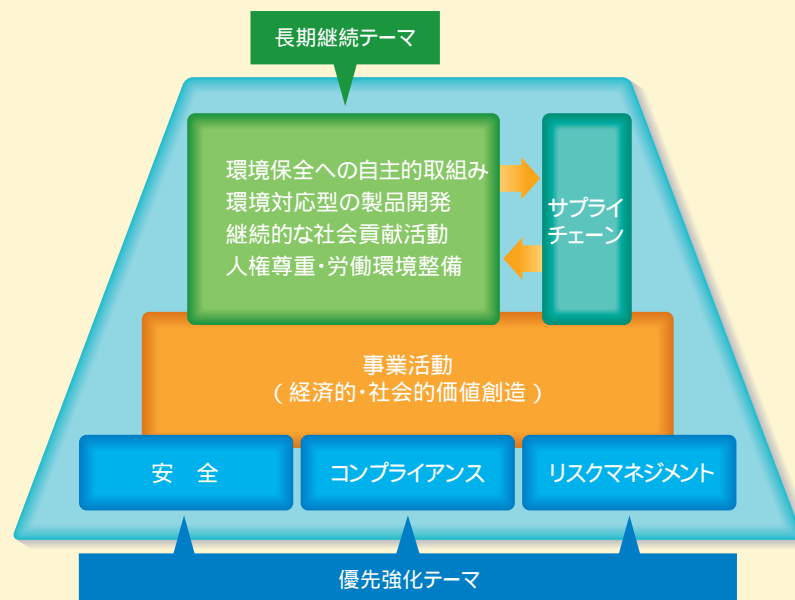 長期継続テーマ
環境保全への自主的取組み
環境対応型の製品開発
継続的な社会貢献活動
人権尊重・労働環境整備
サプライ
チェーン
事業活動
（経済的・社会的価値創造）
安　全
コンプライアンス
リスクマネジメント
優先強化テーマ